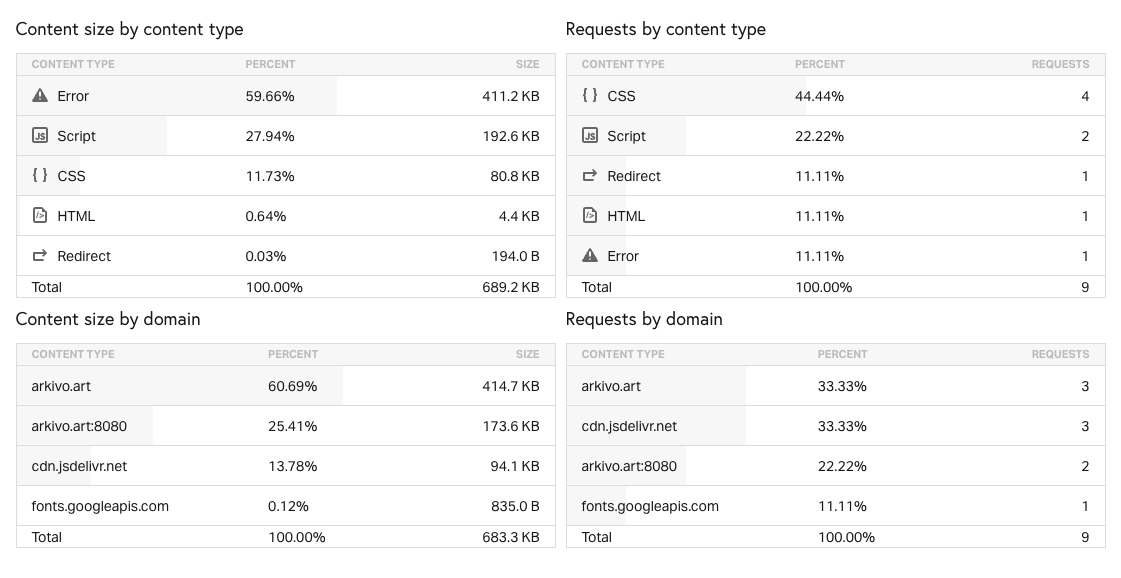 Content size by content type
CONTENT TYPE PERCENT SIZE
Error 59.66% 411.2 KB
Script 27.94% 192.6 KB
CSS 11.73% 80.8 KB
HTML 0.64% 4.4 KB
Redirect 0.03% 194.0 B
Total 100.00% 689.2 KB
Requests by content type
CONTENT TYPE PERCENT REQUESTS
CSS 44.44% 4
Script 22.22% 2
Redirect 11.11% 1
HTML 11.11% 1
Error 11.11% 1
Total 100.00% 9
Content size by domain
CONTENT TYPE PERCENT SIZE
arkivo.art 60.69% 414.7 KB
arkivo.art:8080 25.41% 173.6 KB
cdn.jsdelivr.net 13.78% 94.1 KB
fonts.googleapis.com 0.12% 835.0 B
Total 100.00% 683.3 KB
Requests by domain
CONTENT TYPE PERCENT REQUESTS
arkivo.art 33.33% 3
cdn.jsdelivr.net 33.33% 3
arkivo.art:8080 22.22% 2
fonts.googleapis.com 11.11% 1
Total 100.00% 9